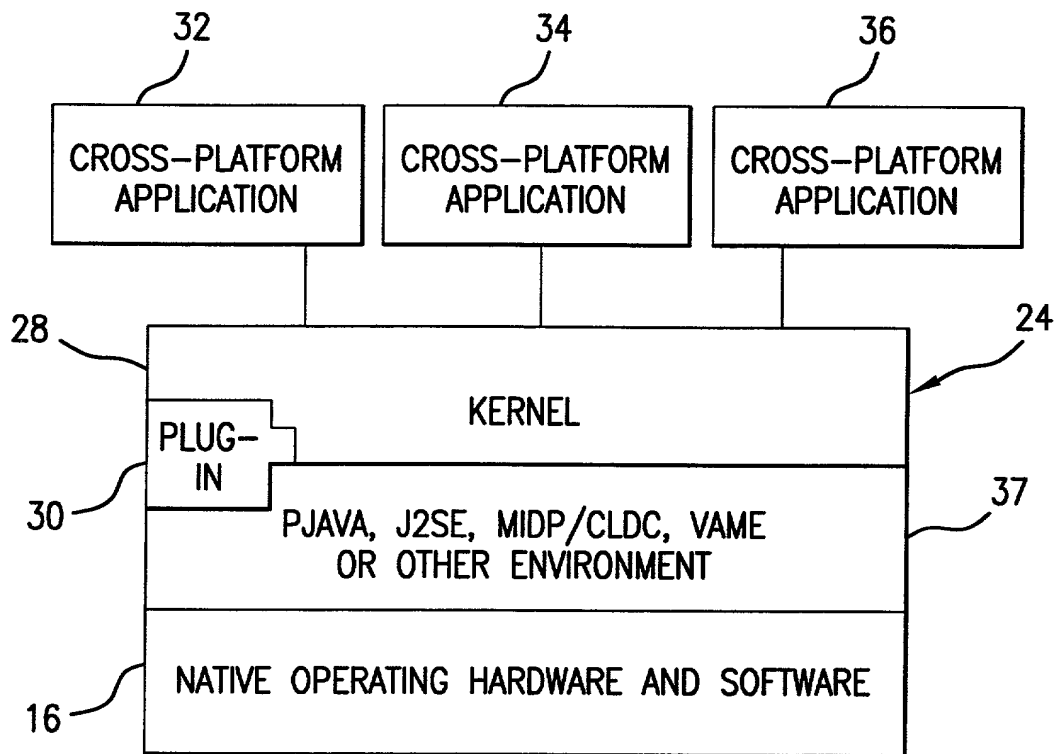 32
34
36
CROSS-PLATFORM
APPLICATION
CROSS-PLATFORM
APPLICATION
CROSS-PLATFORM
APPLICATION
28
24
KERNEL
PLUG-
IN
30
37
PJAVA, J2SE, MIDP/CLDC, VAME
OR OTHER ENVIRONMENT
NATIVE OPERATING HARDWARE AND SOFTWARE
16